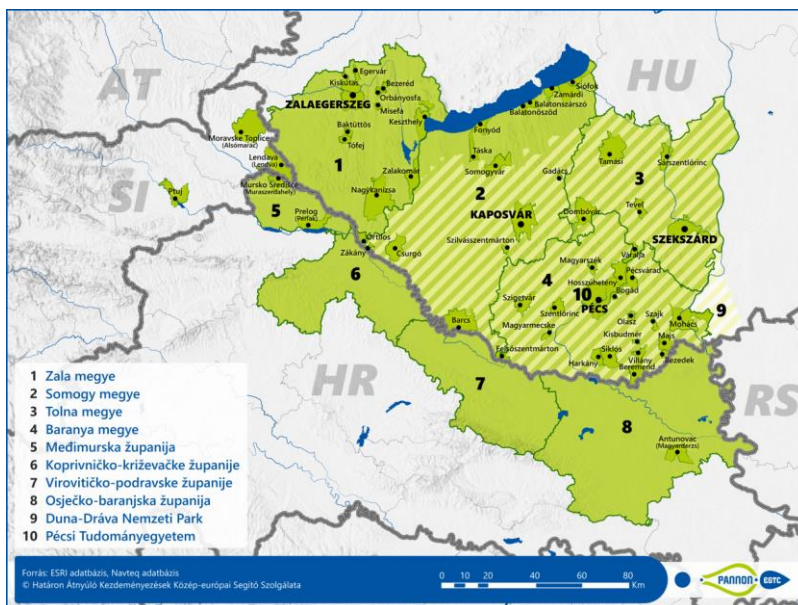 AT
HU
SI
HR
RS
Egervár
Kiskutas
Bezeréd
Orbányosfa
ZALAEGERSZEG
Misefa
Keszthely
Baktüttös
Tófej
Moravske Toplice
(Alsómarác)
Lendava
(Lendva)
Mursko Središče
(Muraszerdahely)
Ptuj
1
Zalakomár
Nagykanizsa
5
Prelog
(Perlak)
Siófok
Zamárdi
Balatonszárszó
Balatonőszöd
Fonyód
Táska
Somogyvár
2
Gadács
KAPOSVÁR
Szilvásszentmárton
Őrtilos
Zákány
Csurgó
6
Barcs
Tamási
Sárszentlőrinc
3
Tevel
Dombóvár
SZEKSZÁRD
Váralja
Magyarszék
Pécsvárad
Hosszúhetény
4
Bogád
10
PÉCS
Szigetvár
Szentlőrinc
Magyarmecske
Olasz
Szajk
Mohács
9
Kisbudmér
Majs
Felsőszentmárton
Siklós
Harkány
Villány
Bezedek
Beremend
7
8
Antunovac
(Magyarderzs)
1 Zala megye
2 Somogy megye
3 Tolna megye
4 Baranya megye
5 Međimurska županija
6 Koprivničko-križevačke županije
7 Virovitičko-podravske županije
8 Osječko-baranjska županija
9 Duna-Dráva Nemzeti Park
10 Pécsi Tudományegyetem
Forrás: ESRI adatbázis, Navteq adatbázis
© Határon Átnyúló Kezdeményezések Közép-európai Segítő Szolgálata
0 10 20 40 60 80
Km
PANNON EGTC